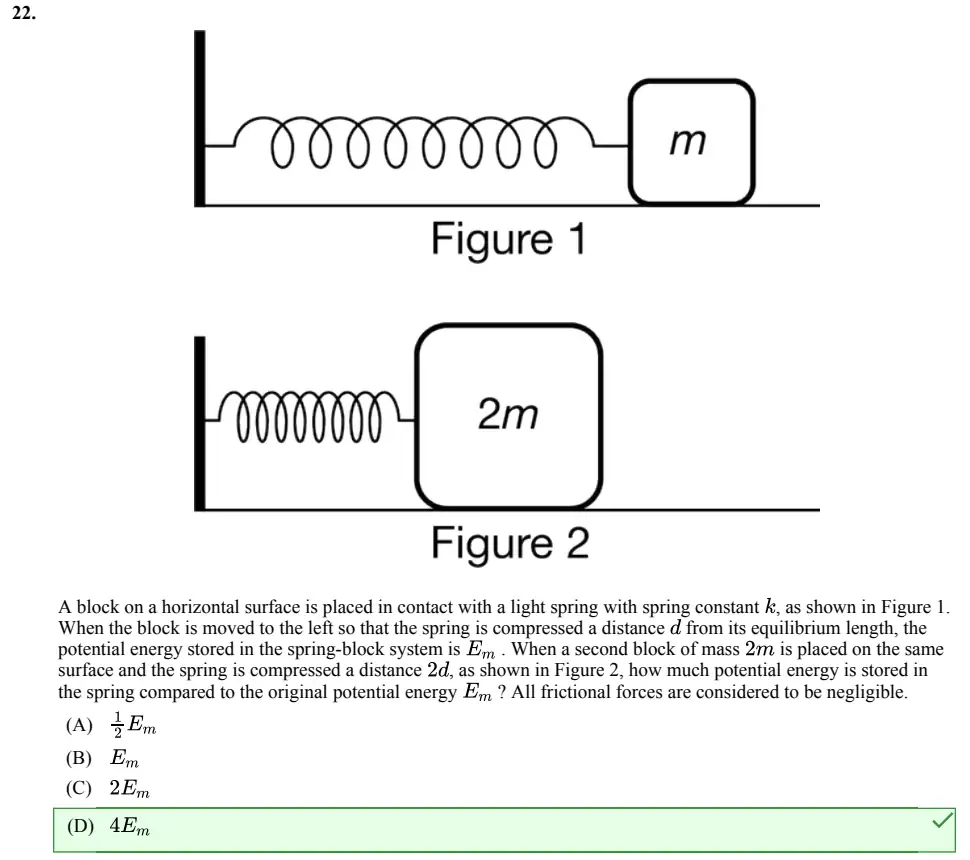 22.
m
Figure 1
2m
Figure 2
A block on a horizontal surface is placed in contact with a light spring with spring constant k, as shown in Figure 1.
When the block is moved to the left so that the spring is compressed a distance d from its equilibrium length, the
potential energy stored in the spring-block system is Eₘ . When a second block of mass 2m is placed on the same
surface and the spring is compressed a distance 2d, as shown in Figure 2, how much potential energy is stored in
the spring compared to the original potential energy Eₘ ? All frictional forces are considered to be negligible.
(A) ½Eₘ
(B) Eₘ
(C) 2Eₘ
(D) 4Eₘ